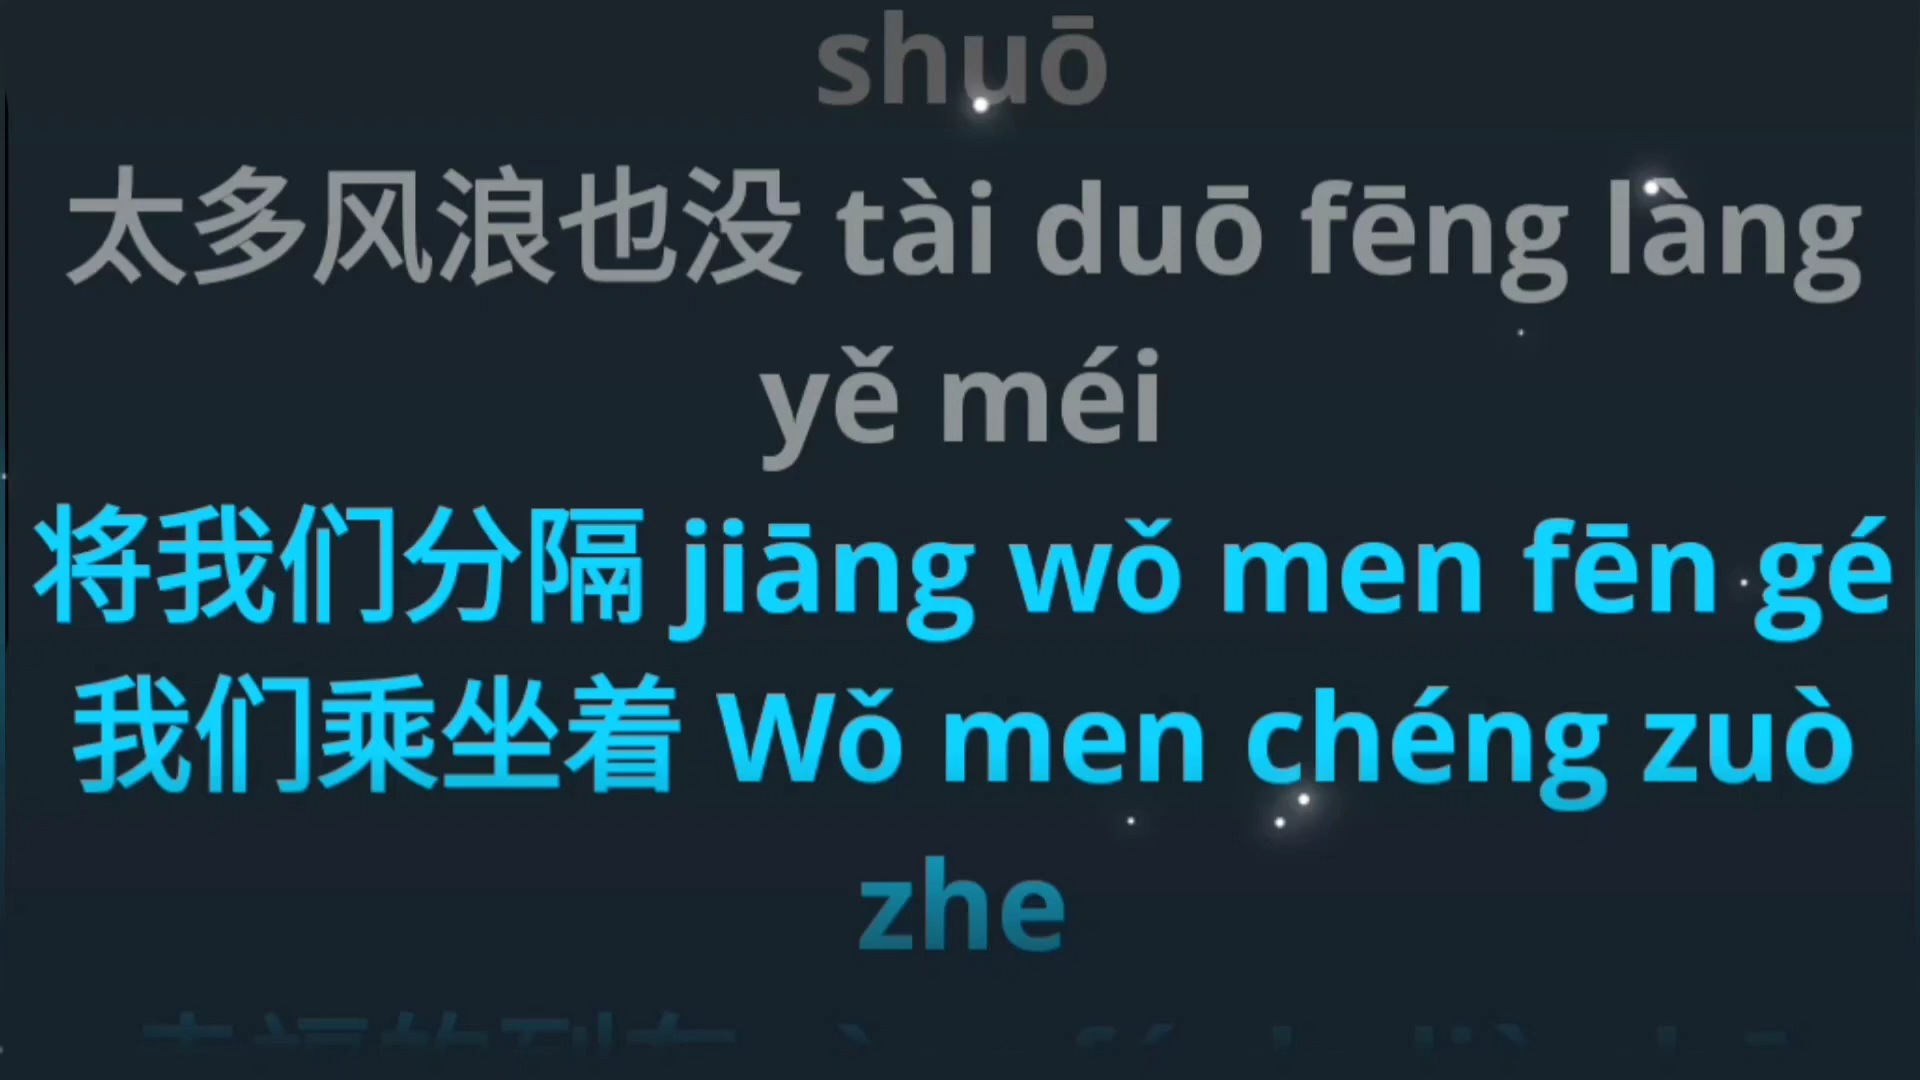 shuō
太多风浪也没 tài duō fēng làng
yě méi
将我们分隔 jiāng wǒ men fēn gé
我们乘坐着 Wǒ men chéng zuò
zhe